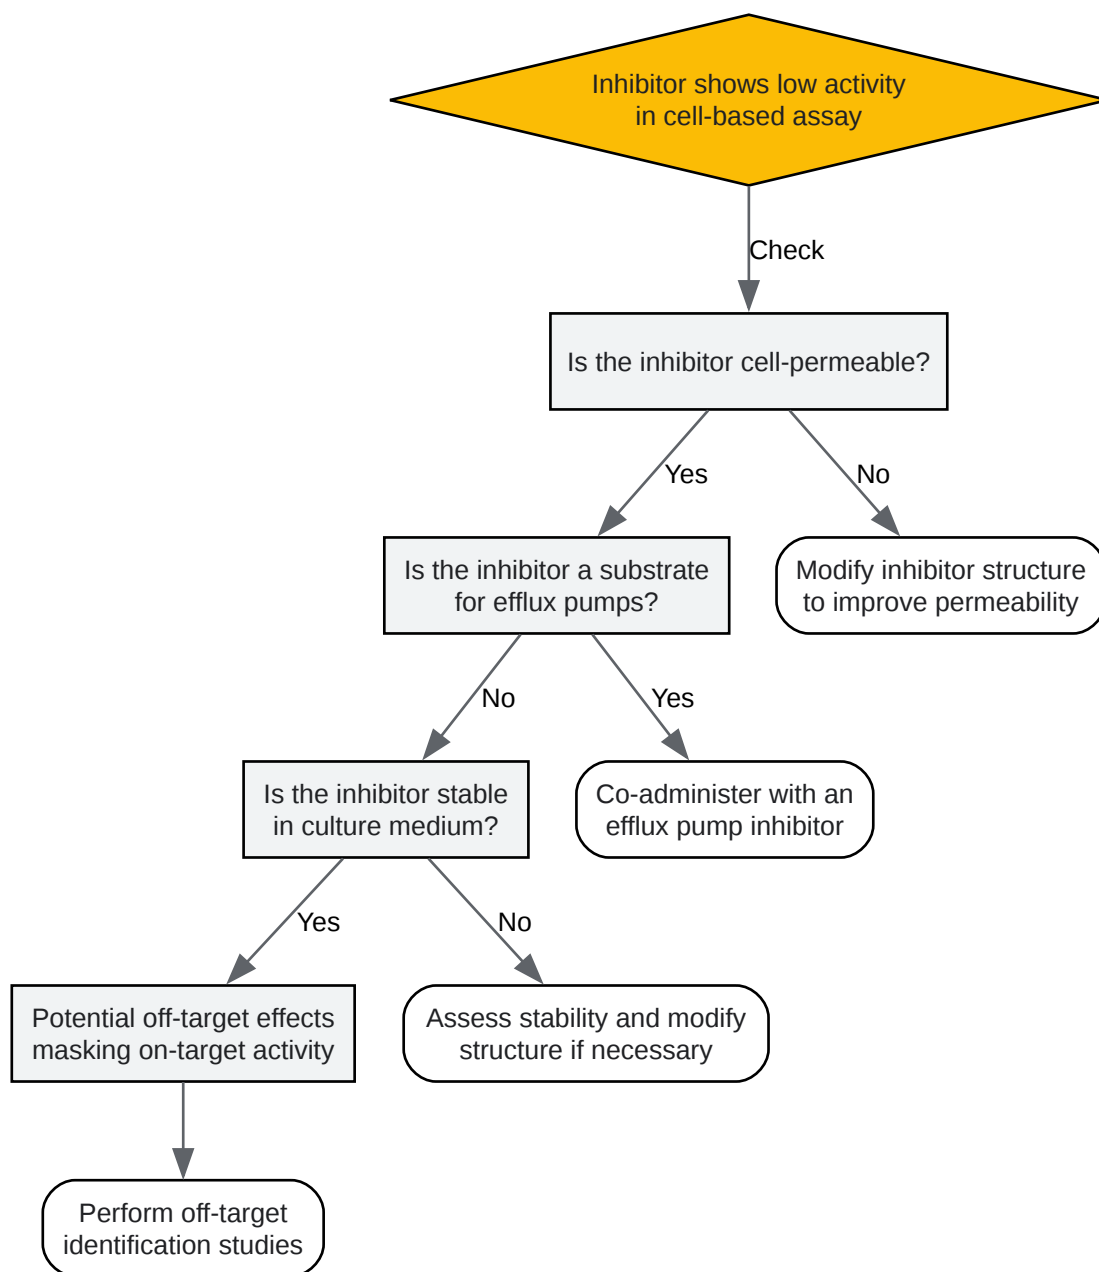 Inhibitor shows low activity
in cell-based assay
Check
Is the inhibitor cell-permeable?
Yes
No
Is the inhibitor a substrate
for efflux pumps?
Modify inhibitor structure
to improve permeability
No
Yes
Is the inhibitor stable
in culture medium?
Co-administer with an
efflux pump inhibitor
Yes
No
Potential off-target effects
masking on-target activity
Assess stability and modify
structure if necessary
Perform off-target
identification studies